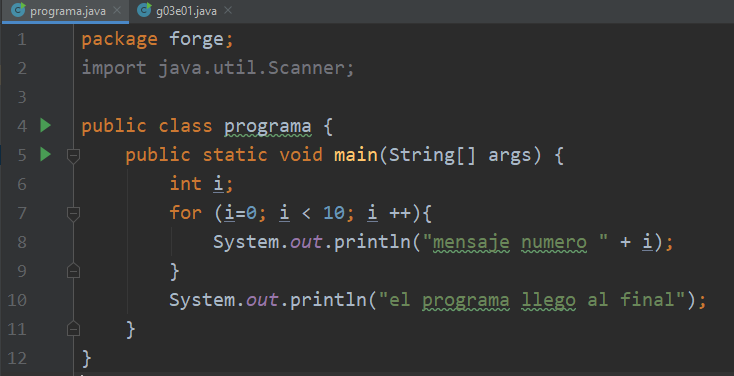 programa.java × g03e01.java ×
1 package forge;
2 import java.util.Scanner;
3
4 public class programa {
5 public static void main(String[] args) {
6 int i;
7 for (i=0; i < 10; i ++){
8 System.out.println("mensaje numero " + i);
9 }
10 System.out.println("el programa llego al final");
11 }
12 }